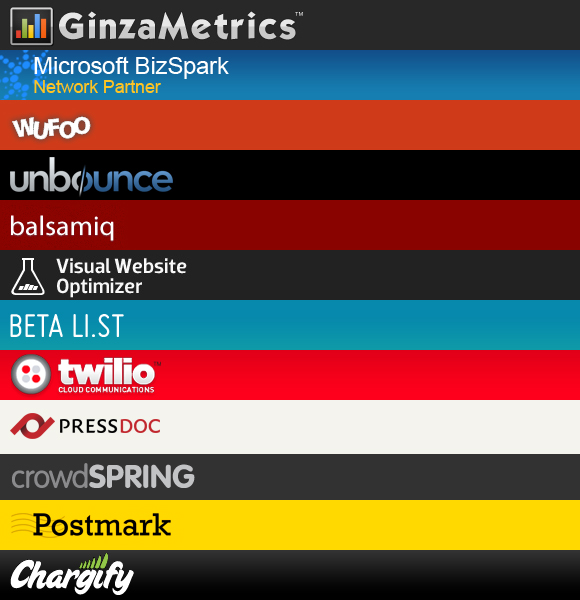 GinzaMetrics™
Microsoft BizSpark
Network Partner
WUFOO
unbounce
balsamiq
Visual Website
Optimizer
BETA LI.ST
twilio™
CLOUD COMMUNICATIONS
PRESSDOC
crowdSPRING
Postmark
Chargify